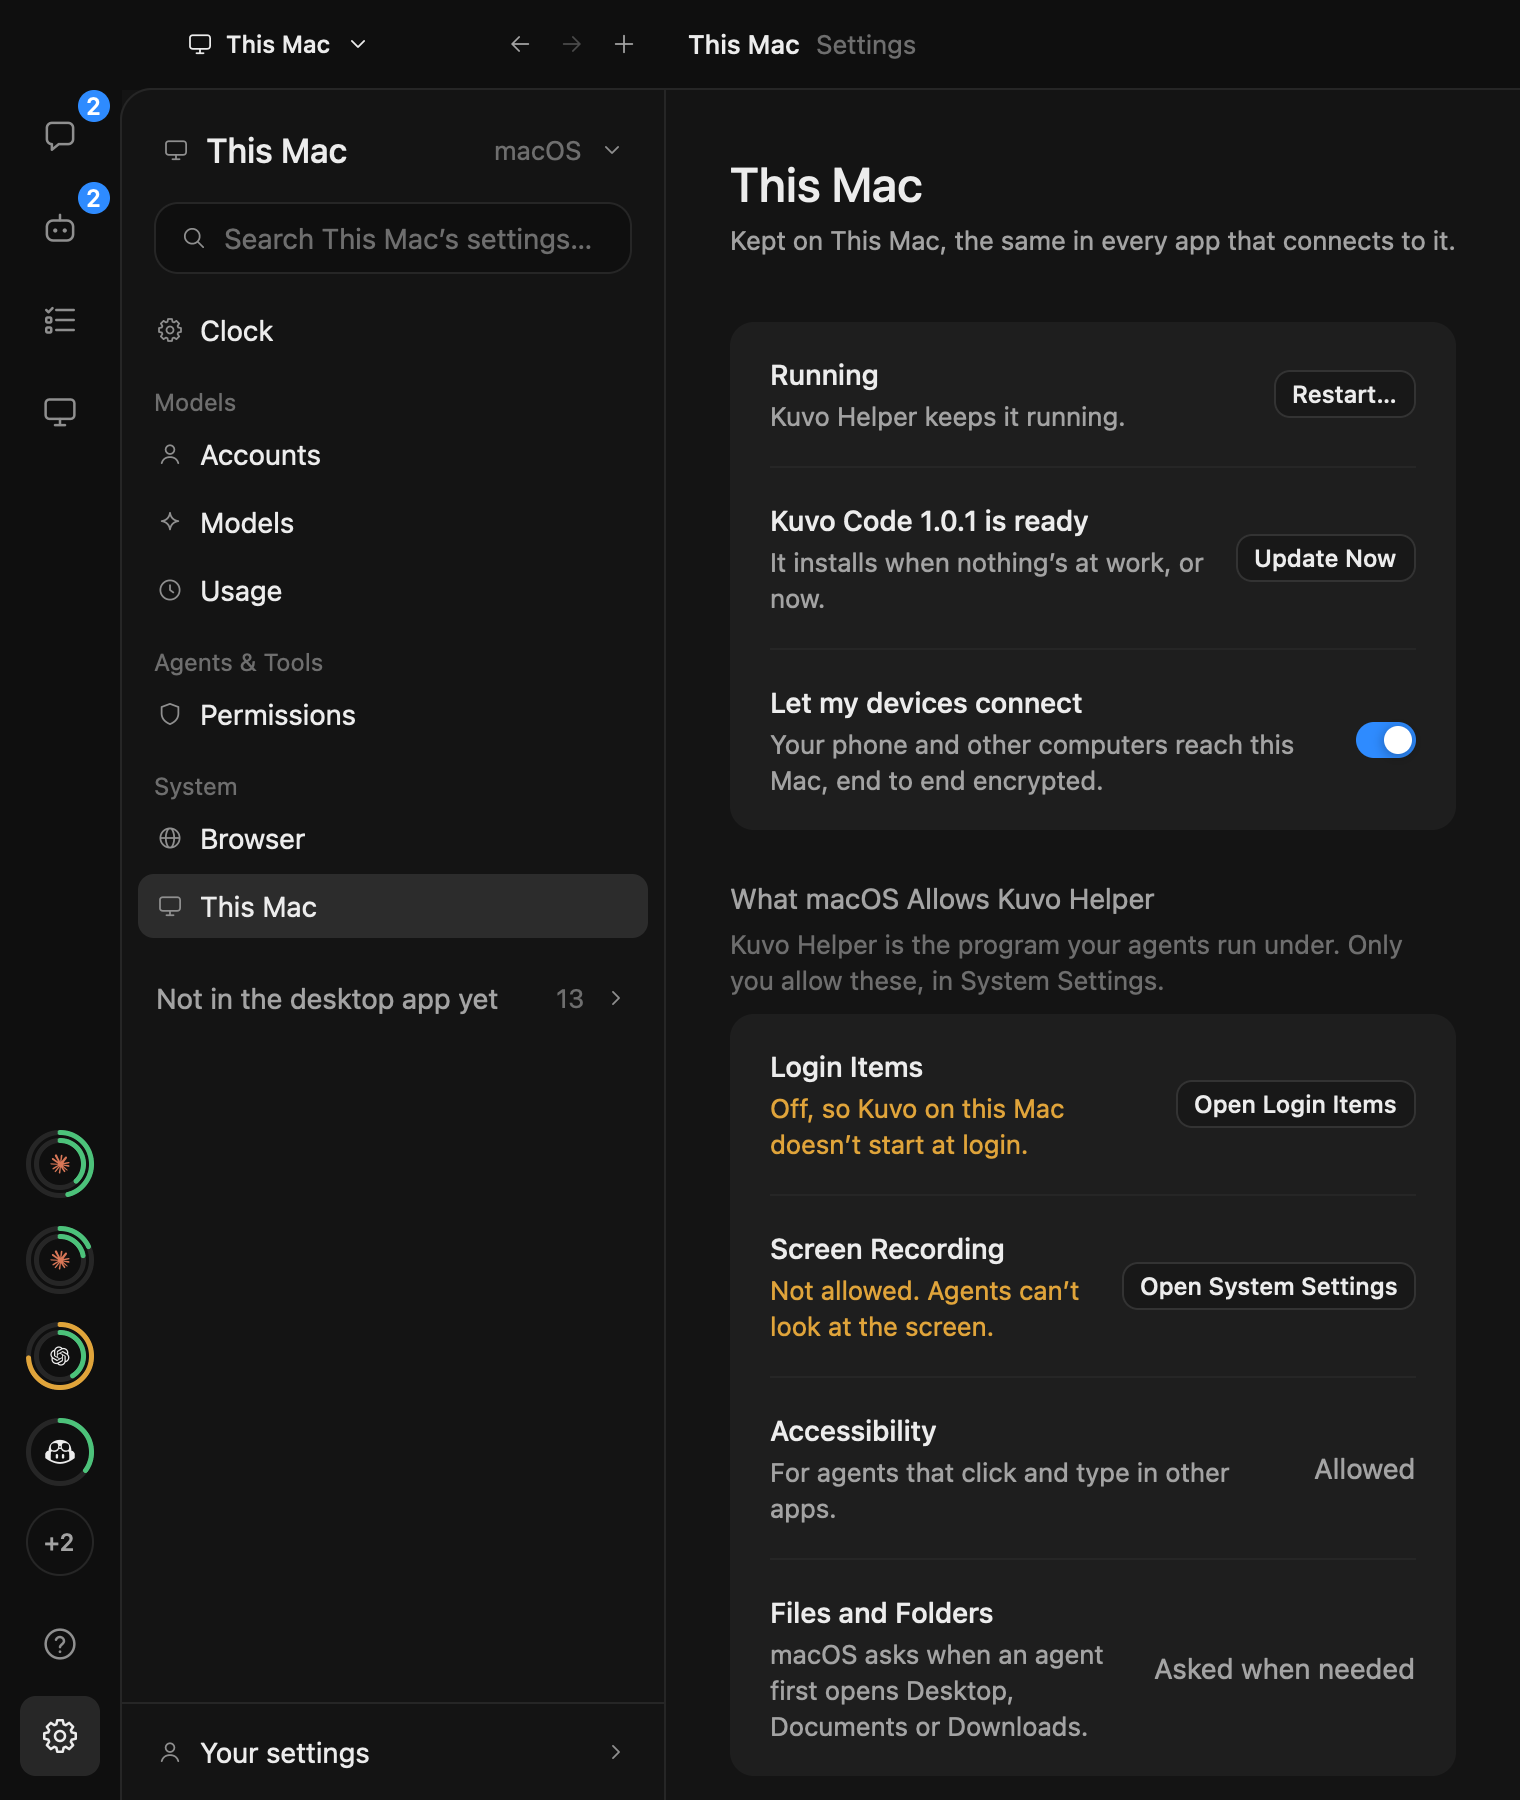 This Mac
This Mac Settings
2
2
This Mac macOS
Search This Mac’s settings...
Clock
Models
Accounts
Models
Usage
Agents & Tools
Permissions
System
Browser
This Mac
Not in the desktop app yet 13
+2
Your settings
This Mac
Kept on This Mac, the same in every app that connects to it.
Running
Kuvo Helper keeps it running.
Restart...
Kuvo Code 1.0.1 is ready
It installs when nothing’s at work, or
now.
Update Now
Let my devices connect
Your phone and other computers reach this
Mac, end to end encrypted.
What macOS Allows Kuvo Helper
Kuvo Helper is the program your agents run under. Only
you allow these, in System Settings.
Login Items
Off, so Kuvo on this Mac
doesn’t start at login.
Open Login Items
Screen Recording
Not allowed. Agents can’t
look at the screen.
Open System Settings
Accessibility
For agents that click and type in other
apps.
Allowed
Files and Folders
macOS asks when an agent
first opens Desktop,
Documents or Downloads.
Asked when needed